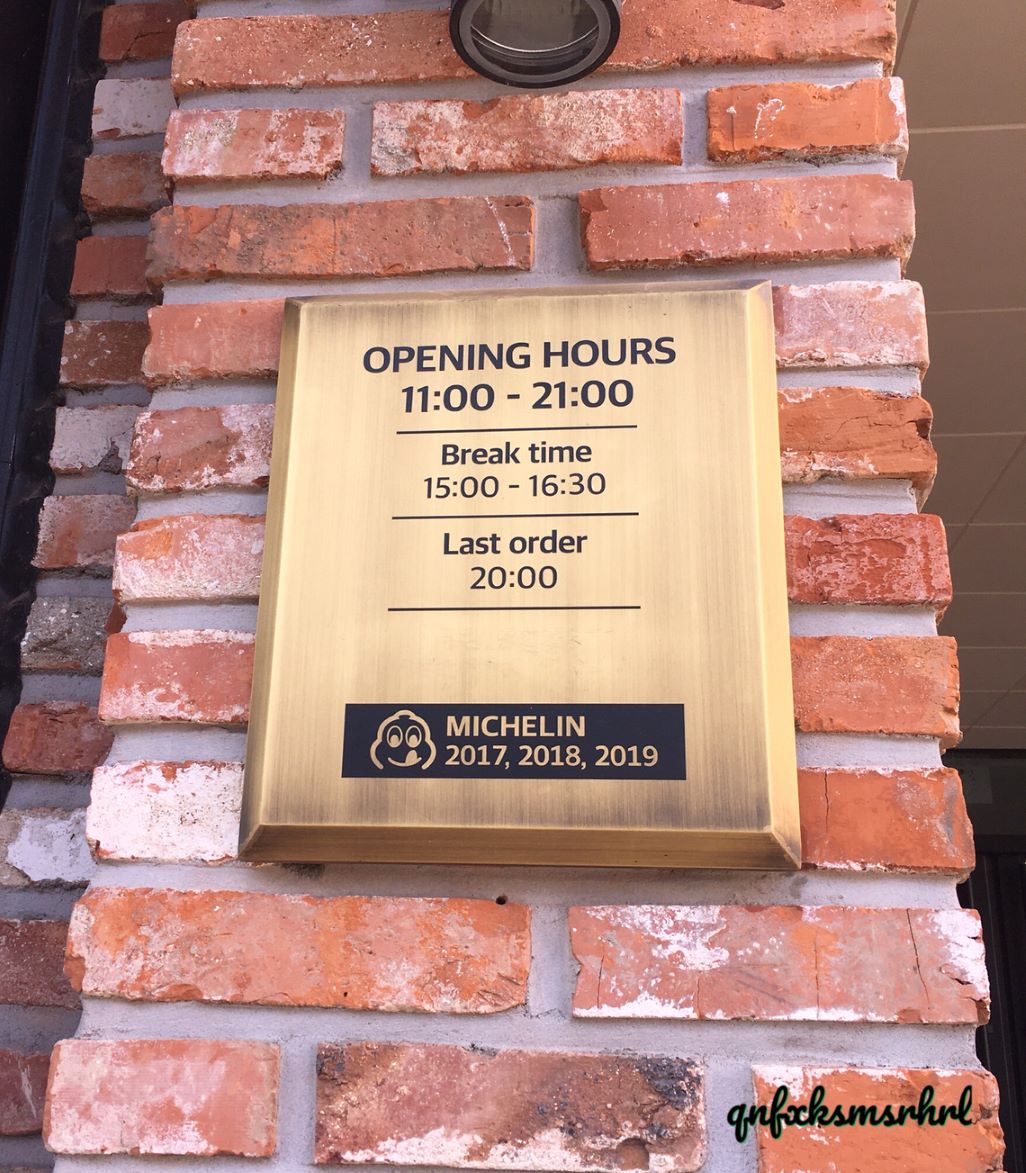 OPENING HOURS
11:00 - 21:00
Break time
15:00 - 16:30
Last order
20:00
MICHELIN
2017, 2018, 2019
qnfxksmsrhrl